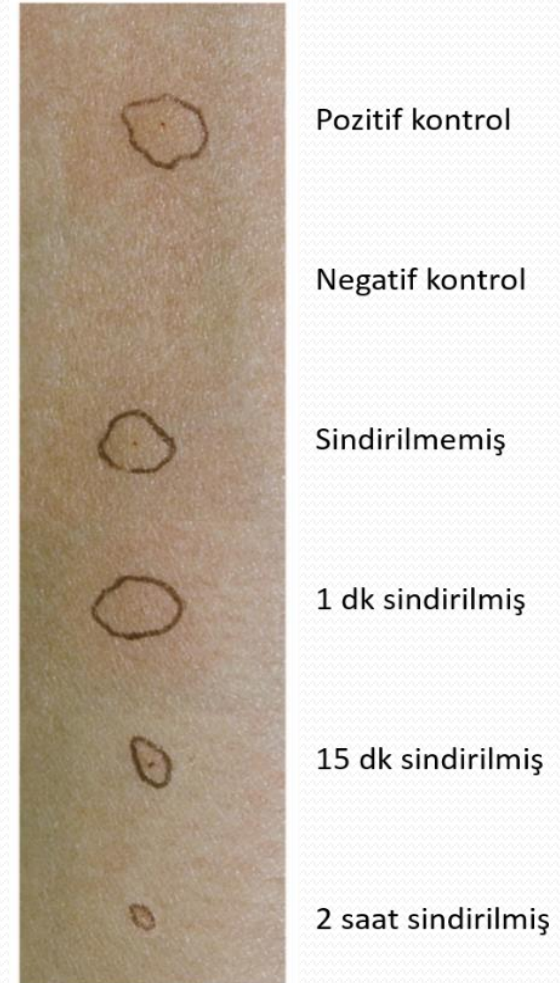 Pozitif kontrol
Negatif kontrol
Sindirilmemiş
1 dk sindirilmiş
15 dk sindirilmiş
2 saat sindirilmiş